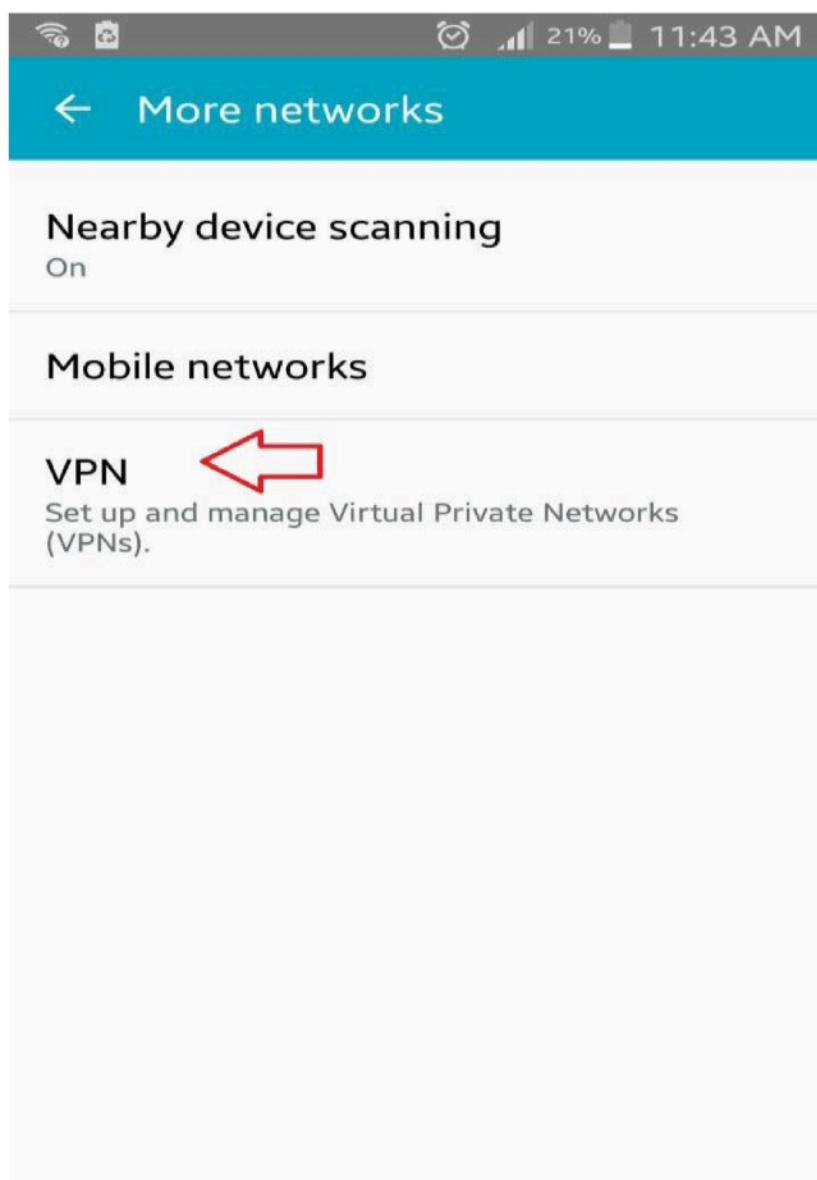 21% 11:43 AM
More networks
Nearby device scanning
On
Mobile networks
VPN
Set up and manage Virtual Private Networks
(VPNs).